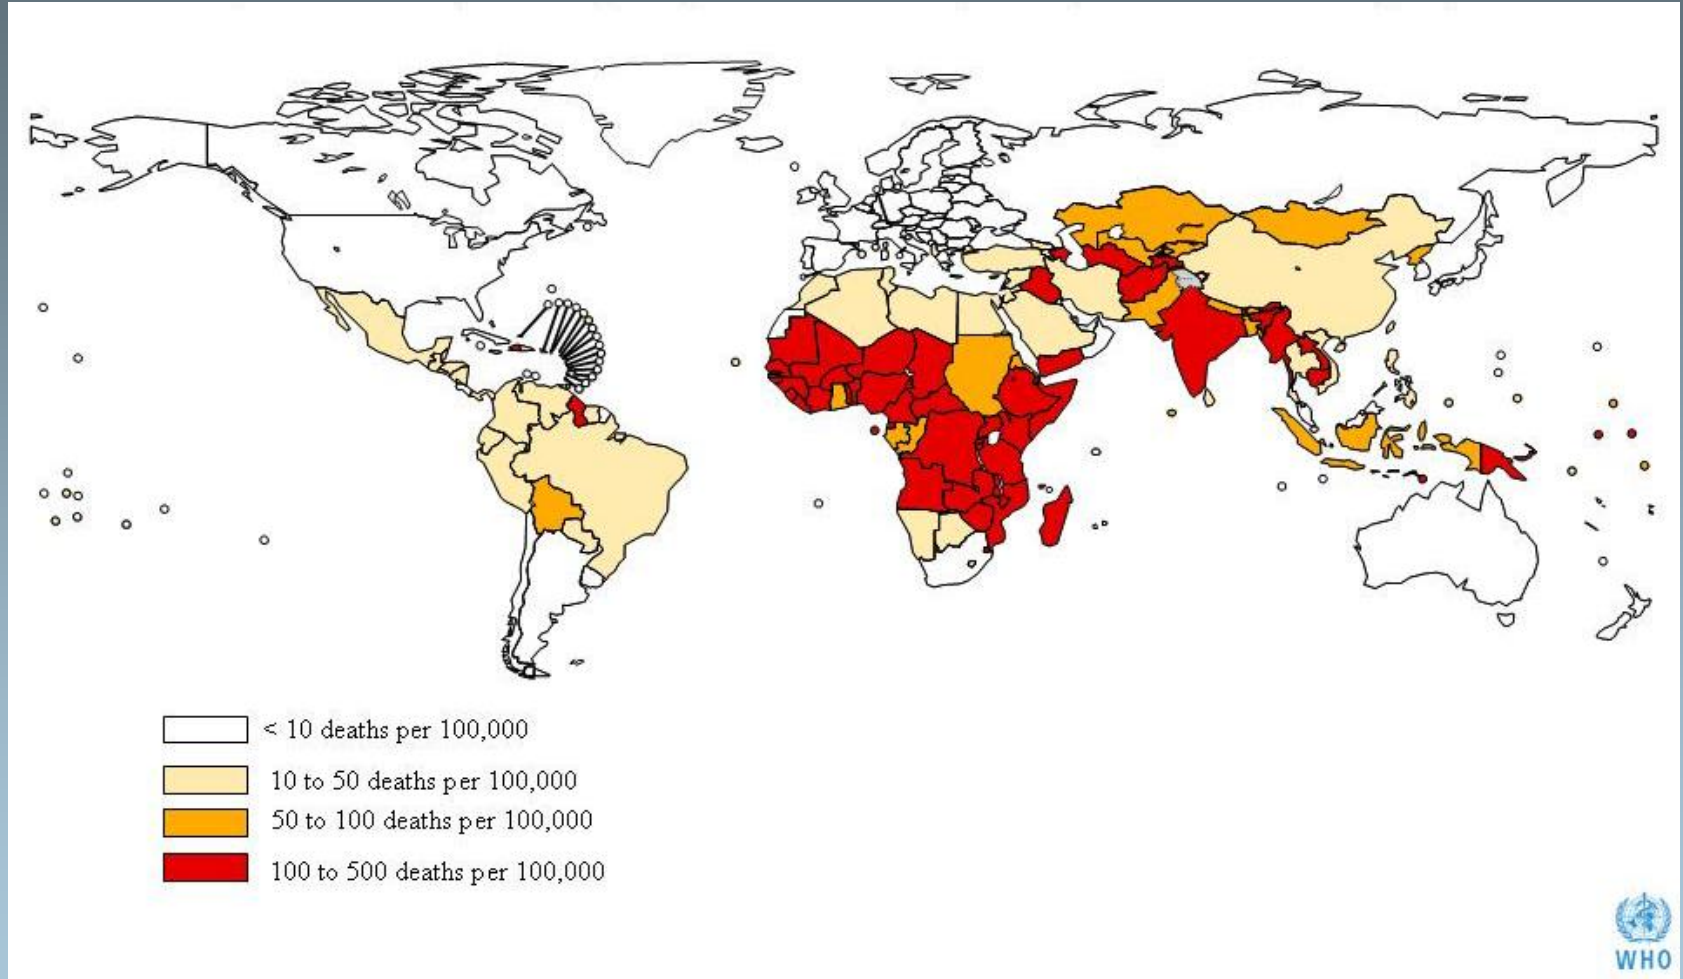 < 10 deaths per 100,000
10 to 50 deaths per 100,000
50 to 100 deaths per 100,000
100 to 500 deaths per 100,000
WHO